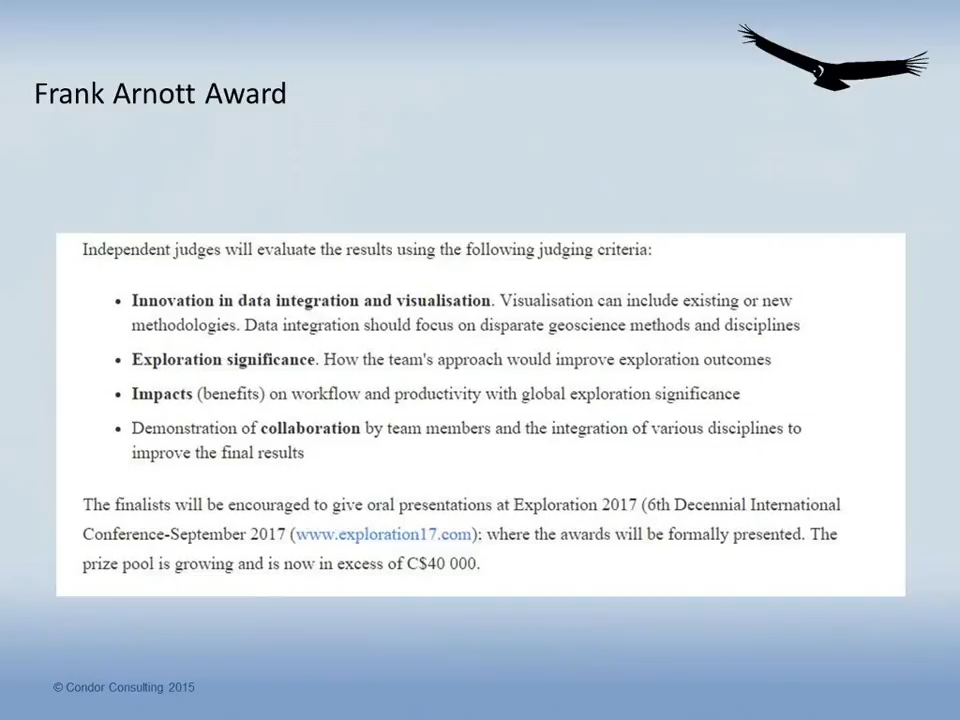 Frank Arnott Award
Independent judges will evaluate the results using the following judging criteria:
• Innovation in data integration and visualisation. Visualisation can include existing or new
methodologies. Data integration should focus on disparate geoscience methods and disciplines
• Exploration significance. How the team's approach would improve exploration outcomes
• Impacts (benefits) on workflow and productivity with global exploration significance
• Demonstration of collaboration by team members and the integration of various disciplines to
improve the final results
The finalists will be encouraged to give oral presentations at Exploration 2017 (6th Decennial International
Conference-September 2017 (www.exploration17.com): where the awards will be formally presented. The
prize pool is growing and is now in excess of C$40 000.
© Condor Consulting 2015